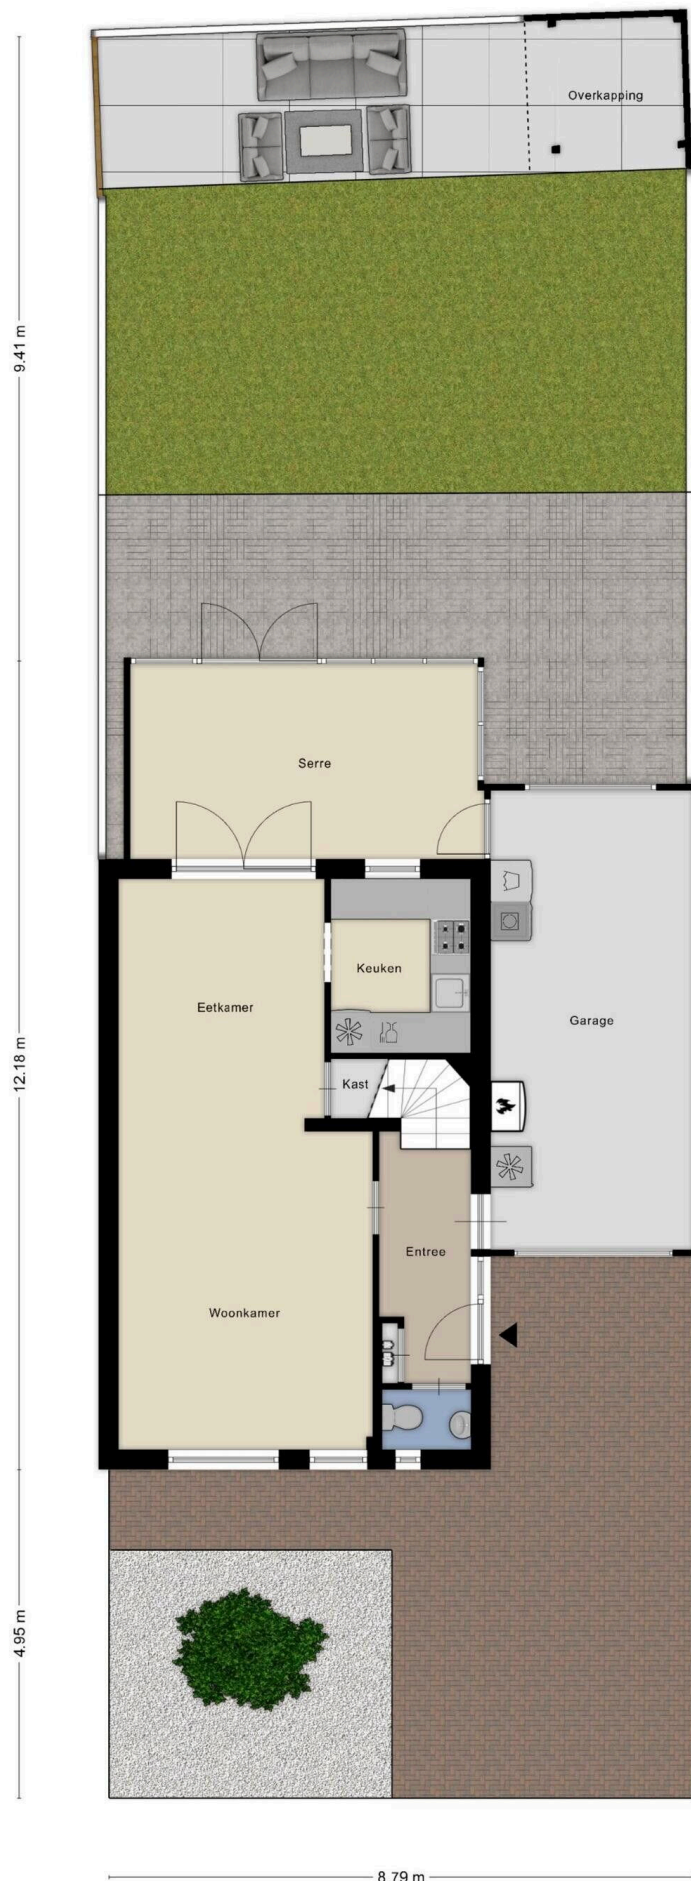 Overkapping
9.41 m
Serre
Keuken
Eetkamer
Garage
12.18 m
Kast
Entree
Woonkamer
4.95 m
8.79 m